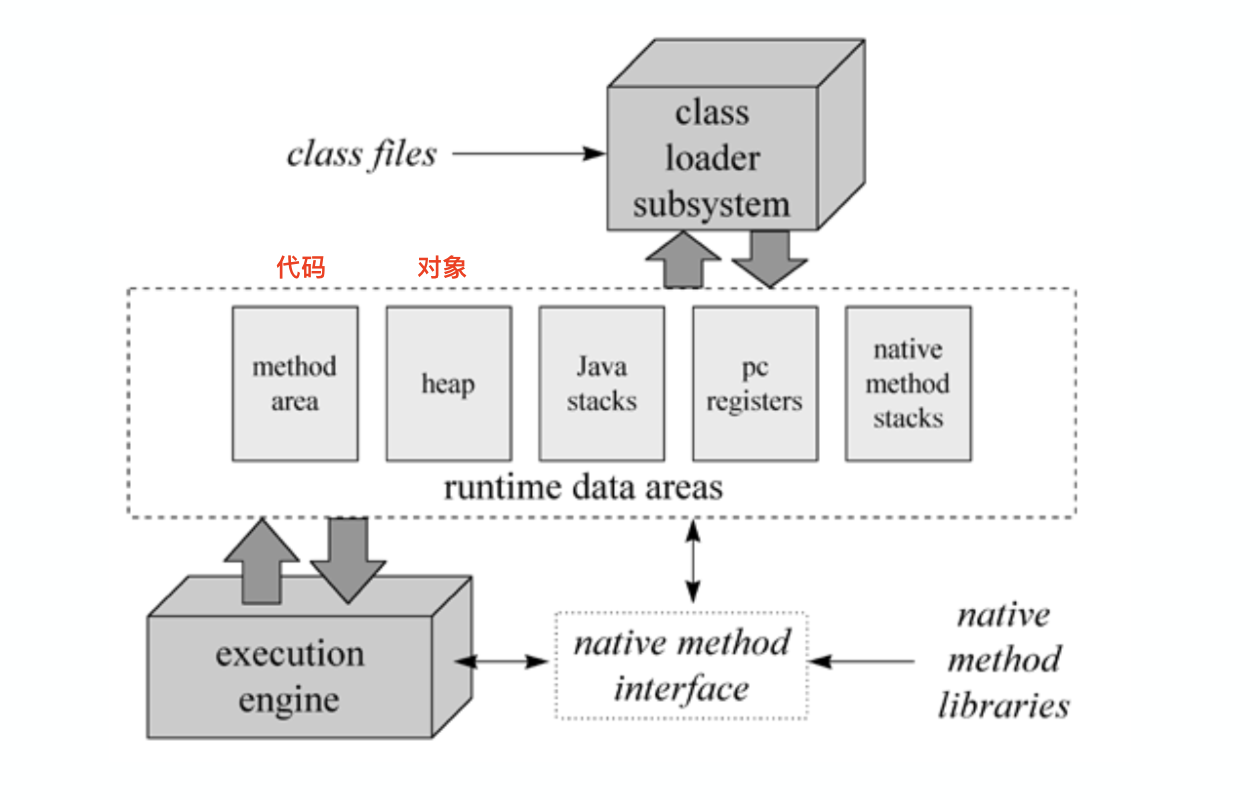 class
loader
subsystem
class files
代码
对象
method
area
heap
Java
stacks
pc
registers
native
method
stacks
runtime data areas
execution
engine
native method
interface
native
method
libraries